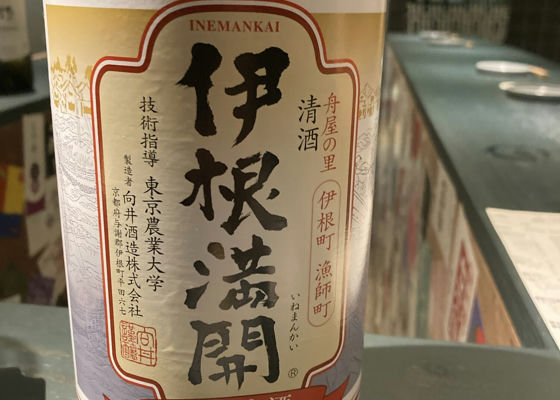 INEMANKAI
舟屋の里 伊根町 漁師町
清酒
伊根満開
いねまんかい
®
技術指導 東京農業大学
製造者 向井酒造株式会社
京都府与謝郡伊根町平田六七
向井
酒